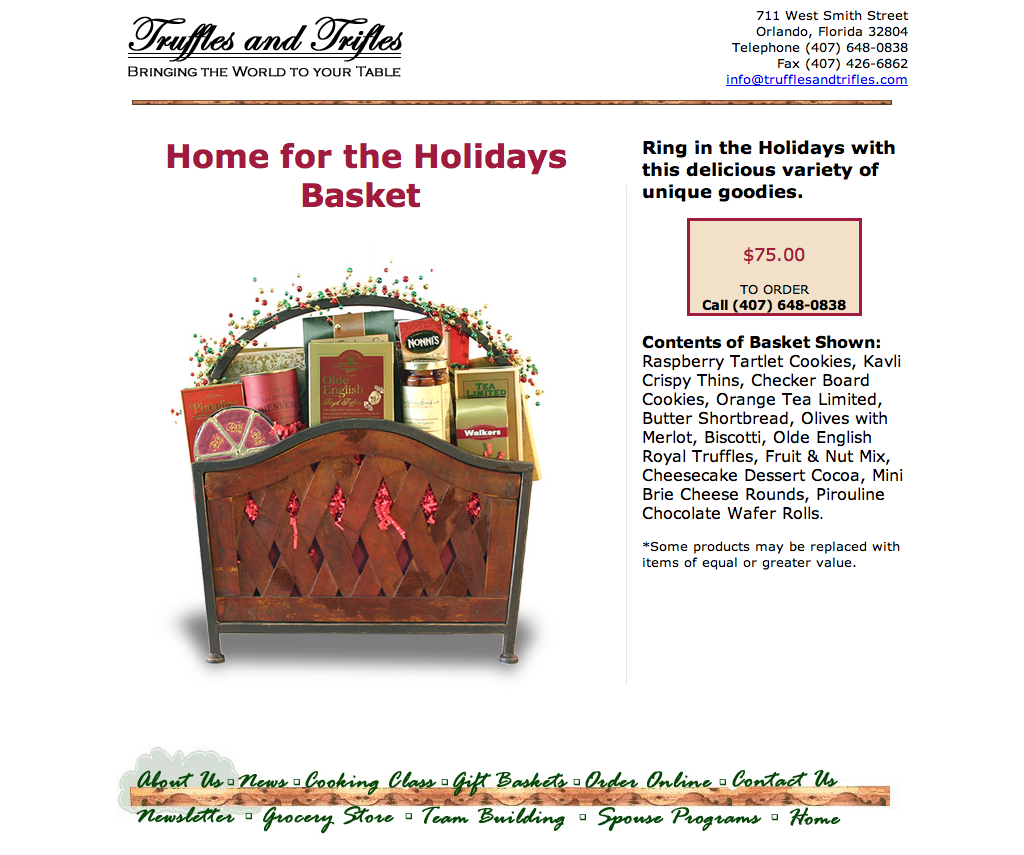 Truffles and Trifles
Bringing the World to your Table
711 West Smith Street
Orlando, Florida 32804
Telephone (407) 648-0838
Fax (407) 426-6862
info@trufflesandtrifles.com
Home for the Holidays
Basket
NONNI'S
Olde
English
Royal Truffles
TEA
LIMITED
Walkers
Ring in the Holidays with
this delicious variety of
unique goodies.
$75.00
TO ORDER
Call (407) 648-0838
Contents of Basket Shown:
Raspberry Tartlet Cookies, Kavli
Crispy Thins, Checker Board
Cookies, Orange Tea Limited,
Butter Shortbread, Olives with
Merlot, Biscotti, Olde English
Royal Truffles, Fruit & Nut Mix,
Cheesecake Dessert Cocoa, Mini
Brie Cheese Rounds, Pirouline
Chocolate Wafer Rolls.
*Some products may be replaced with
items of equal or greater value.
About Us News Cooking Class Gift Baskets Order Online Contact Us
Newsletter Grocery Store Team Building Spouse Programs Home